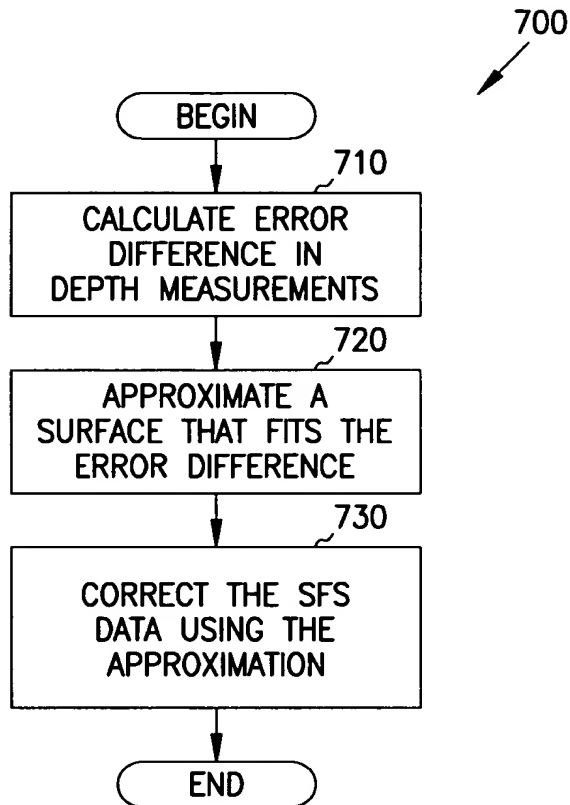 700
BEGIN
710
CALCULATE ERROR
DIFFERENCE IN
DEPTH MEASUREMENTS
720
APPROXIMATE A
SURFACE THAT FITS THE
ERROR DIFFERENCE
730
CORRECT THE SFS
DATA USING THE
APPROXIMATION
END